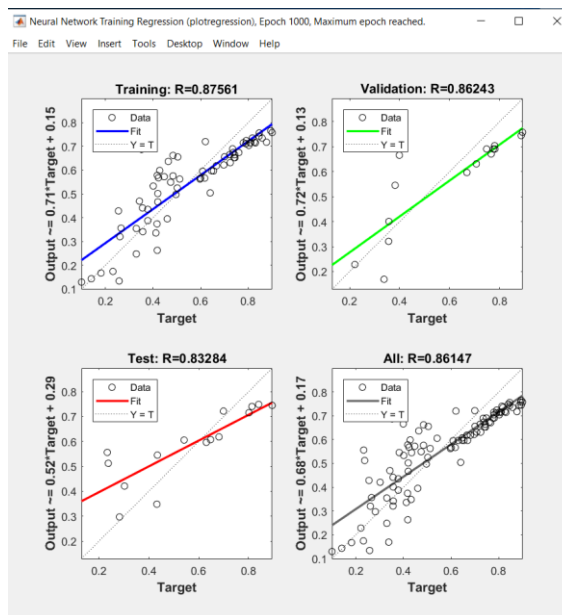 Neural Network Training Regression (plotregression), Epoch 1000, Maximum epoch reached.
File Edit View Insert Tools Desktop Window Help
Training: R=0.87561
Output ~= 0.71*Target + 0.15
0.8
0.7
0.6
0.5
0.4
0.3
0.2
0.1
Data
Fit
Y = T
0.2 0.4 0.6 0.8
Target
Validation: R=0.86243
Output ~= 0.72*Target + 0.13
0.8
0.7
0.6
0.5
0.4
0.3
0.2
Data
Fit
Y = T
0.2 0.4 0.6 0.8
Target
Test: R=0.83284
Output ~= 0.52*Target + 0.29
0.8
0.7
0.6
0.5
0.4
0.3
0.2
Data
Fit
Y = T
0.2 0.4 0.6 0.8
Target
All: R=0.86147
Output ~= 0.68*Target + 0.17
0.8
0.7
0.6
0.5
0.4
0.3
0.2
0.1
Data
Fit
Y = T
0.2 0.4 0.6 0.8
Target